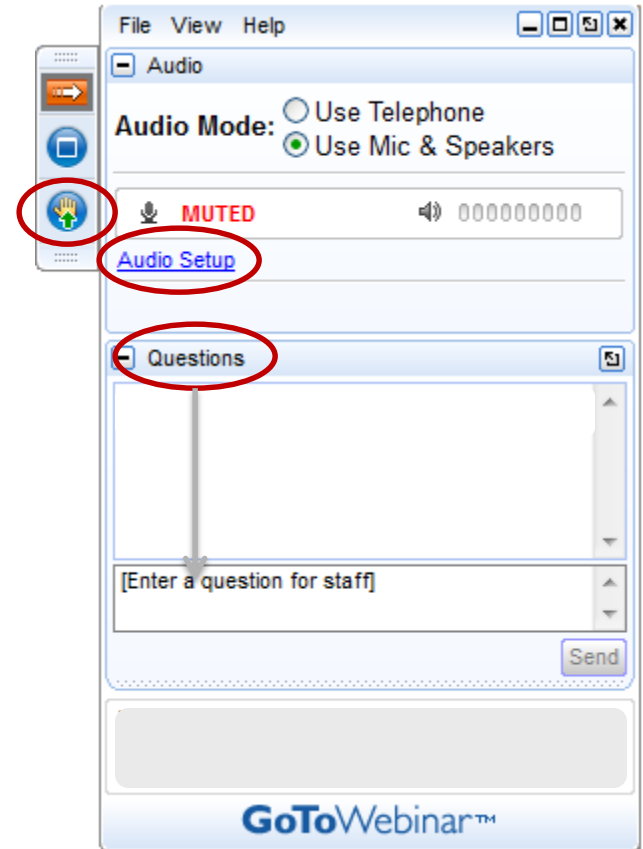 File View Help
Audio
Audio Mode:
Use Telephone
Use Mic & Speakers
MUTED
000000000
Audio Setup
Questions
[Enter a question for staff]
Send
GoToWebinar™